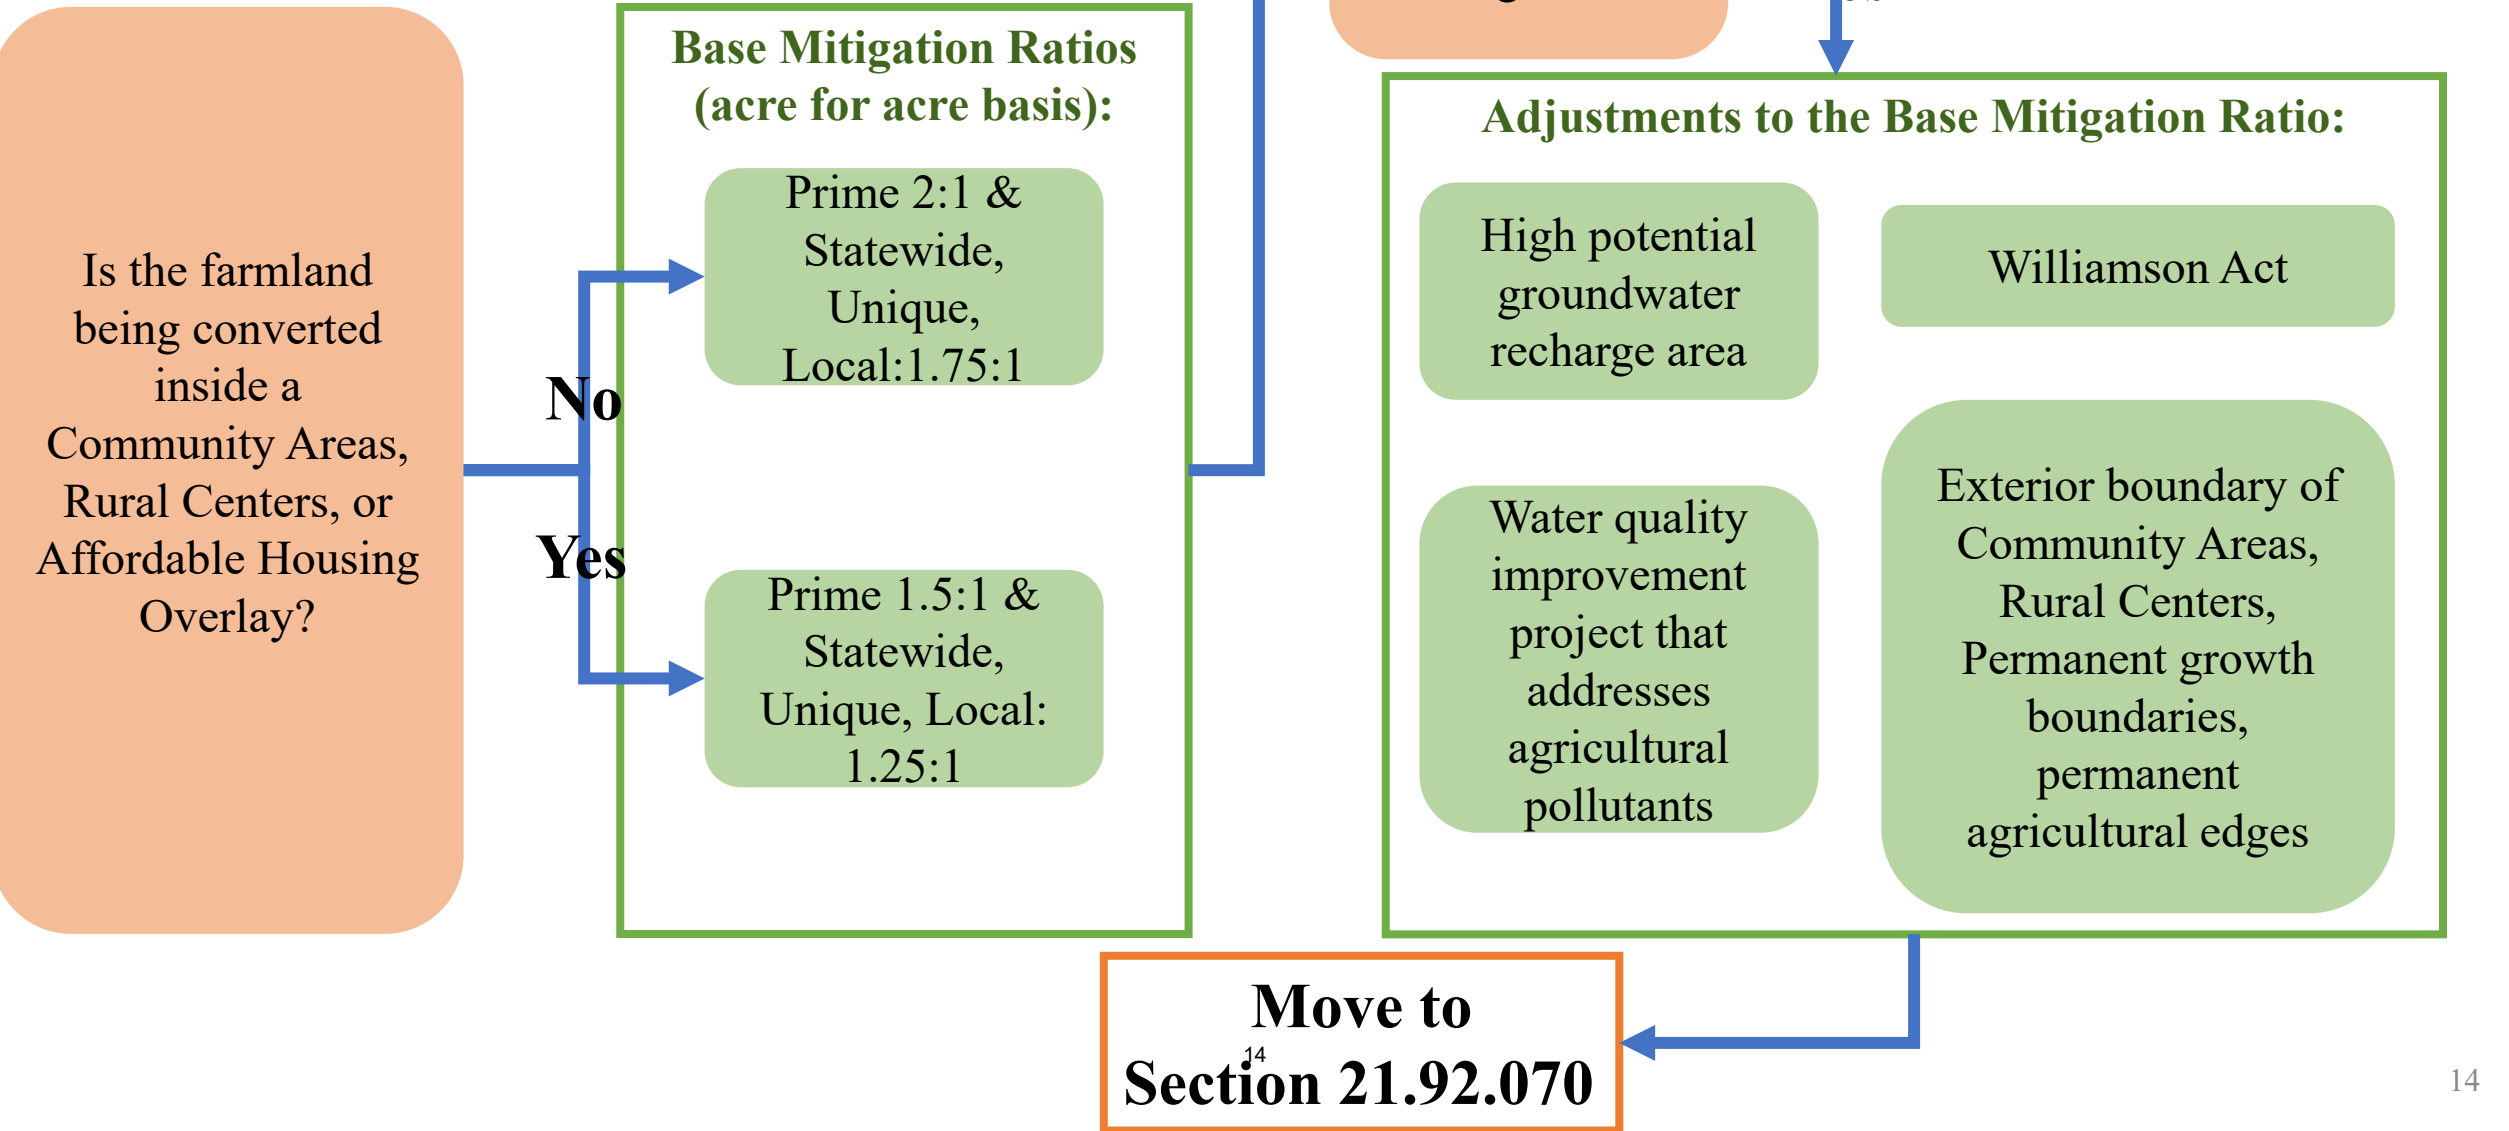 Is the farmland
being converted
inside a
Community Areas,
Rural Centers, or
Affordable Housing
Overlay?
No
Yes
Base Mitigation Ratios
(acre for acre basis):
Prime 2:1 &
Statewide,
Unique,
Local:1.75:1
Prime 1.5:1 &
Statewide,
Unique, Local:
1.25:1
Adjustments to the Base Mitigation Ratio:
High potential
groundwater
recharge area
Williamson Act
Water quality
improvement
project that
addresses
agricultural
pollutants
Exterior boundary of
Community Areas,
Rural Centers,
Permanent growth
boundaries,
permanent
agricultural edges
Move to
Section 21.92.070
14
14